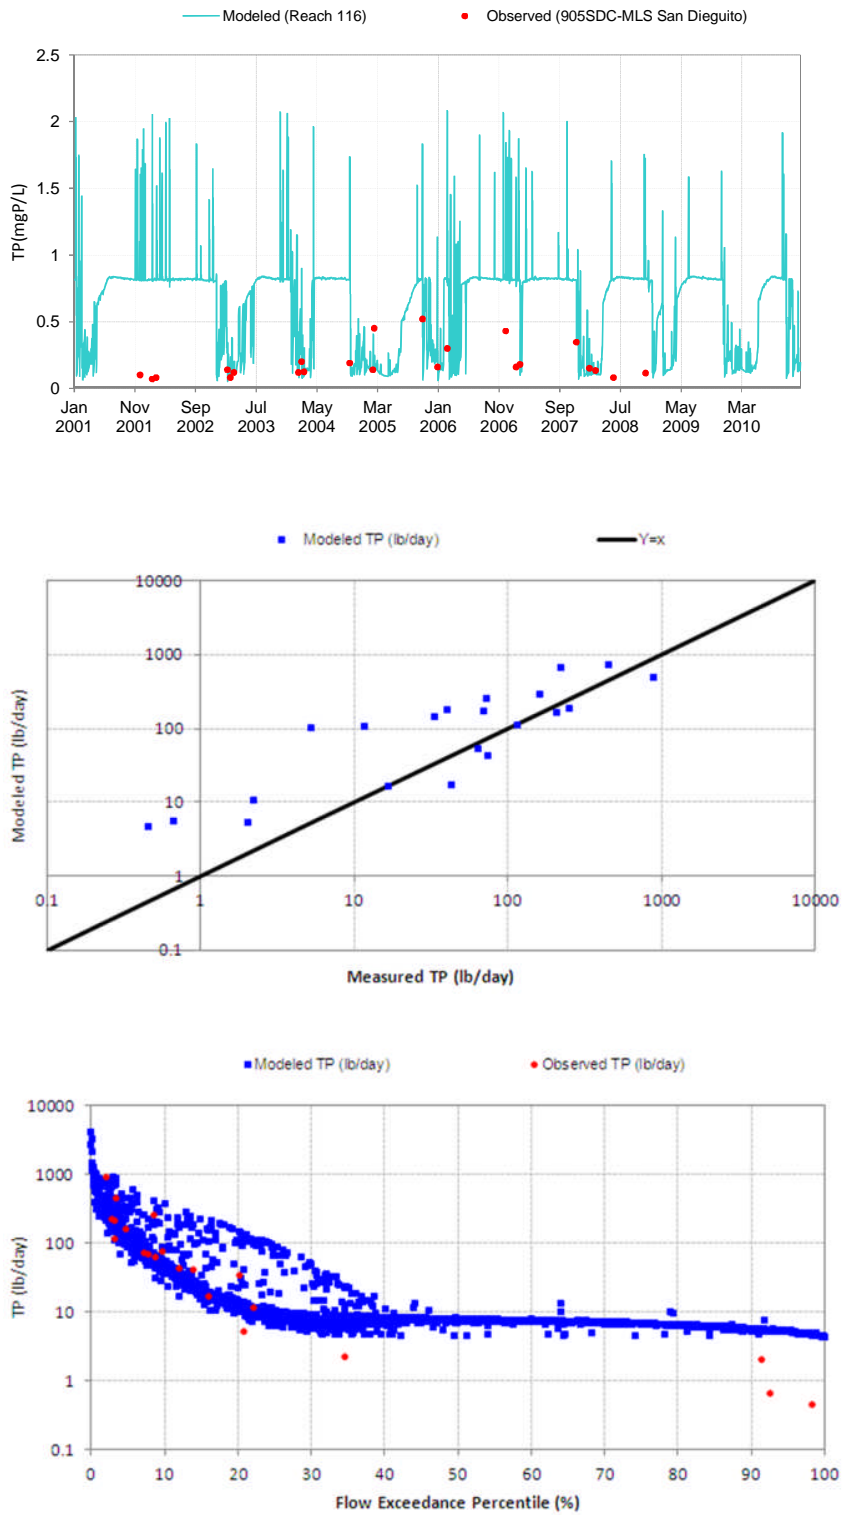 Modeled (Reach 116) Observed (905SDC-MLS San Dieguito)
TP(mgP/L)
2.5
2
1.5
1
0.5
0
Jan 2001
Nov 2001
Sep 2002
Jul 2003
May 2004
Mar 2005
Jan 2006
Nov 2006
Sep 2007
Jul 2008
May 2009
Mar 2010
Modeled TP (lb/day) Y=x
Modeled TP (lb/day)
10000
1000
100
10
1
0.1
0.1 1 10 100 1000 10000
Measured TP (lb/day)
Modeled TP (lb/day) Observed TP (lb/day)
TP (lb/day)
10000
1000
100
10
1
0.1
0 10 20 30 40 50 60 70 80 90 100
Flow Exceedance Percentile (%)